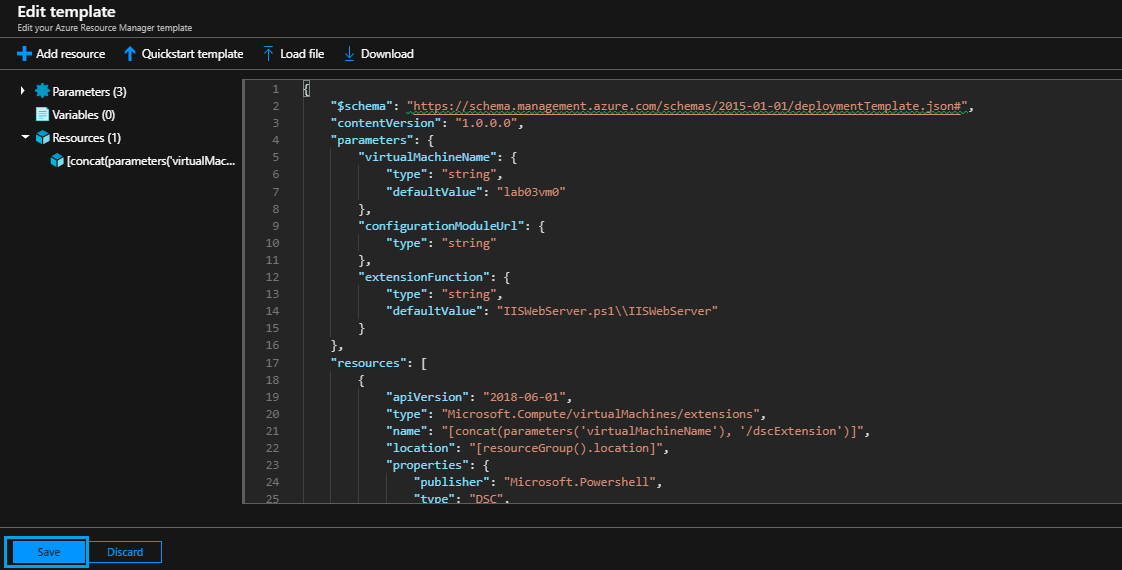 Edit template
Edit your Azure Resource Manager template
Add resource Quickstart template Load file Download
Parameters (3)
Variables (0)
Resources (1)
[concat(parameters('virtualMac...
1 {
2 "$schema": "https://schema.management.azure.com/schemas/2015-01-01/deploymentTemplate.json#",
3 "contentVersion": "1.0.0.0",
4 "parameters": {
5 "virtualMachineName": {
6 "type": "string",
7 "defaultValue": "lab03vm0"
8 },
9 "configurationModuleUrl": {
10 "type": "string"
11 },
12 "extensionFunction": {
13 "type": "string",
14 "defaultValue": "IISWebServer.ps1\\IISWebServer"
15 }
16 },
17 "resources": [
18 {
19 "apiVersion": "2018-06-01",
20 "type": "Microsoft.Compute/virtualMachines/extensions",
21 "name": "[concat(parameters('virtualMachineName'), '/dscExtension')]",
22 "location": "[resourceGroup().location]",
23 "properties": {
24 "publisher": "Microsoft.Powershell",
25 "type": "DSC",
Save Discard